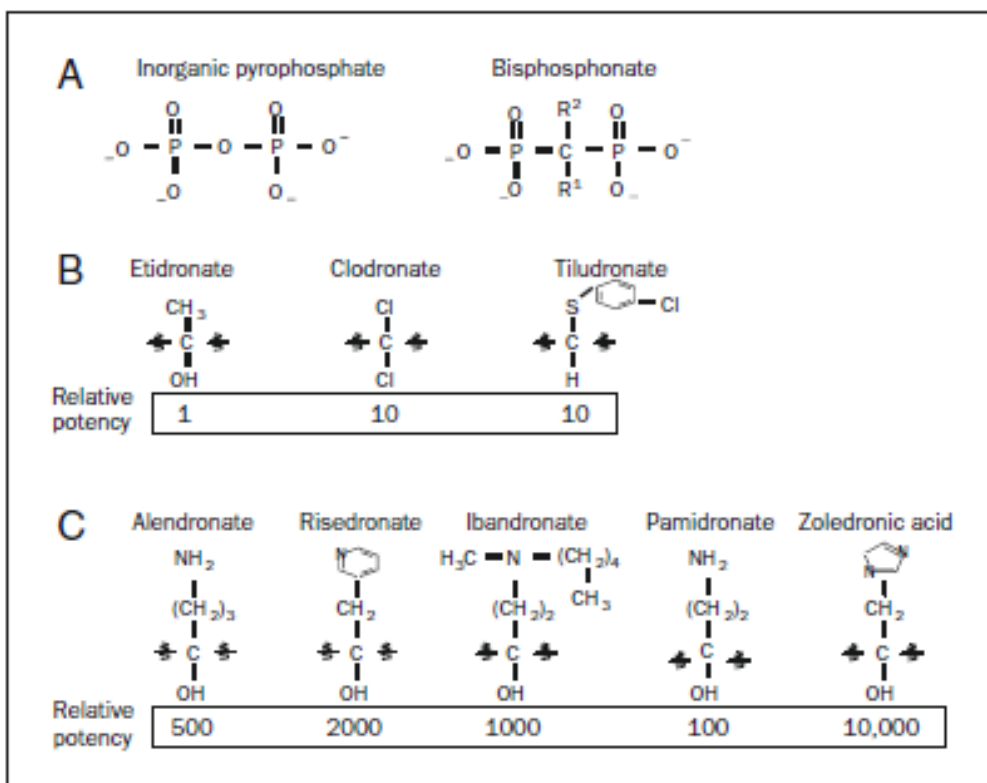 A
Inorganic pyrophosphate Bisphosphonate
O O O R² O
⁻O – P – O – P – O⁻ ⁻O – P – C – P – O⁻
⁻O O⁻ ⁻O R¹ O⁻
B
Etidronate Clodronate Tiludronate
CH₃ Cl S Cl
C C C
OH Cl H
Relative potency 1 10 10
C
Alendronate Risedronate Ibandronate Pamidronate Zoledronic acid
NH₂ N H₃C – N – (CH₂)₄ NH₂ N N
(CH₂)₃ CH₂ (CH₂)₂ CH₃ (CH₂)₂ CH₂
C C C C C
OH OH OH OH OH
Relative potency 500 2000 1000 100 10,000